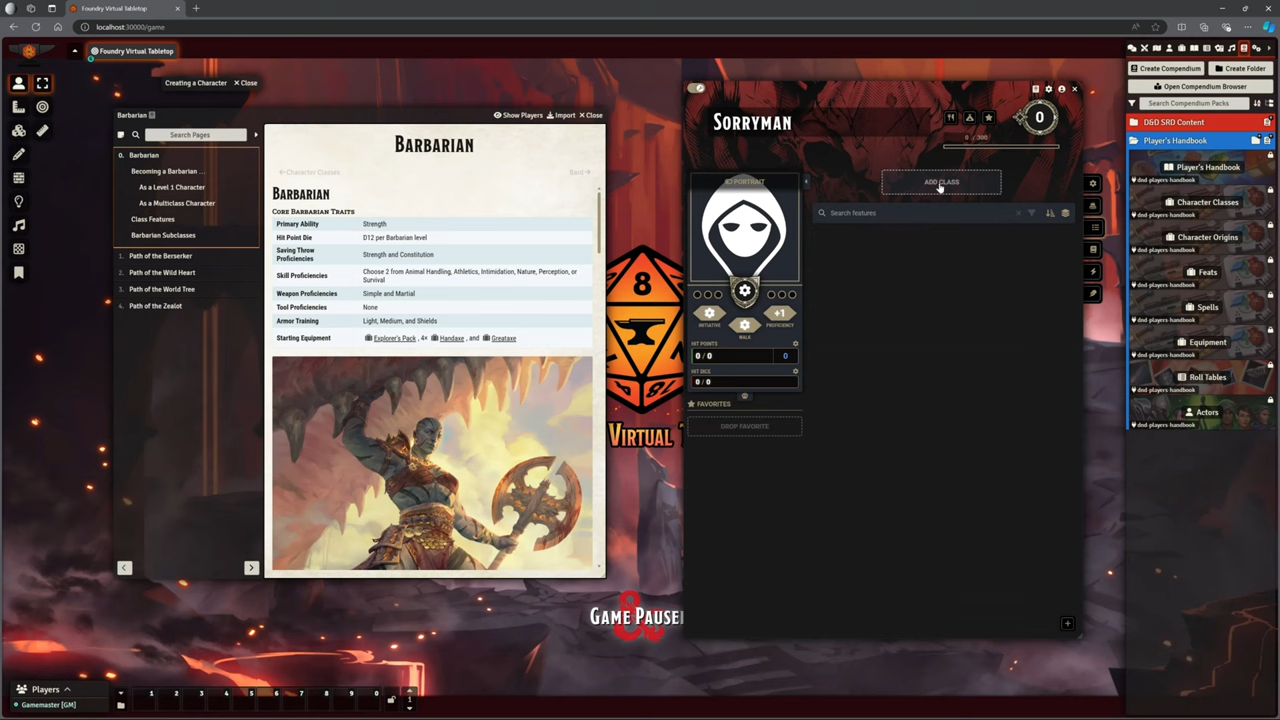 Foundry Virtual Tabletop
localhost:30000/game
Foundry Virtual Tabletop
Creating a Character
Close
Barbarian
Show Players
Import
Close
Search Pages
0. Barbarian
Becoming a Barbarian ...
As a Level 1 Character
As a Multiclass Character
Class Features
Barbarian Subclasses
1. Path of the Berserker
2. Path of the Wild Heart
3. Path of the World Tree
4. Path of the Zealot
Barbarian
Character Classes
Bard
Barbarian
Core Barbarian Traits
Primary Ability Strength
Hit Point Die D12 per Barbarian level
Saving Throw Proficiencies Strength and Constitution
Skill Proficiencies Choose 2 from Animal Handling, Athletics, Intimidation, Nature, Perception, or Survival
Weapon Proficiencies Simple and Martial
Tool Proficiencies None
Armor Training Light, Medium, and Shields
Starting Equipment Explorer's Pack , 4× Handaxe , and Greataxe
8
Virtual T
Game Pause
Sorryman
0
0 / 300
PORTRAIT
ADD CLASS
Search features
INITIATIVE
WALK
+1
PROFICIENCY
HIT POINTS
0 / 0
0
HIT DICE
0 / 0
FAVORITES
DROP FAVORITE
Create Compendium
Create Folder
Open Compendium Browser
Search Compendium Packs
D&D SRD Content
Player's Handbook
Player's Handbook
dnd-players-handbook
Character Classes
dnd-players-handbook
Character Origins
dnd-players-handbook
Feats
dnd-players-handbook
Spells
dnd-players-handbook
Equipment
dnd-players-handbook
Roll Tables
dnd-players-handbook
Actors
dnd-players-handbook
Players
Gamemaster [GM]
1 2 3 4 5 6 7 8 9 0
1